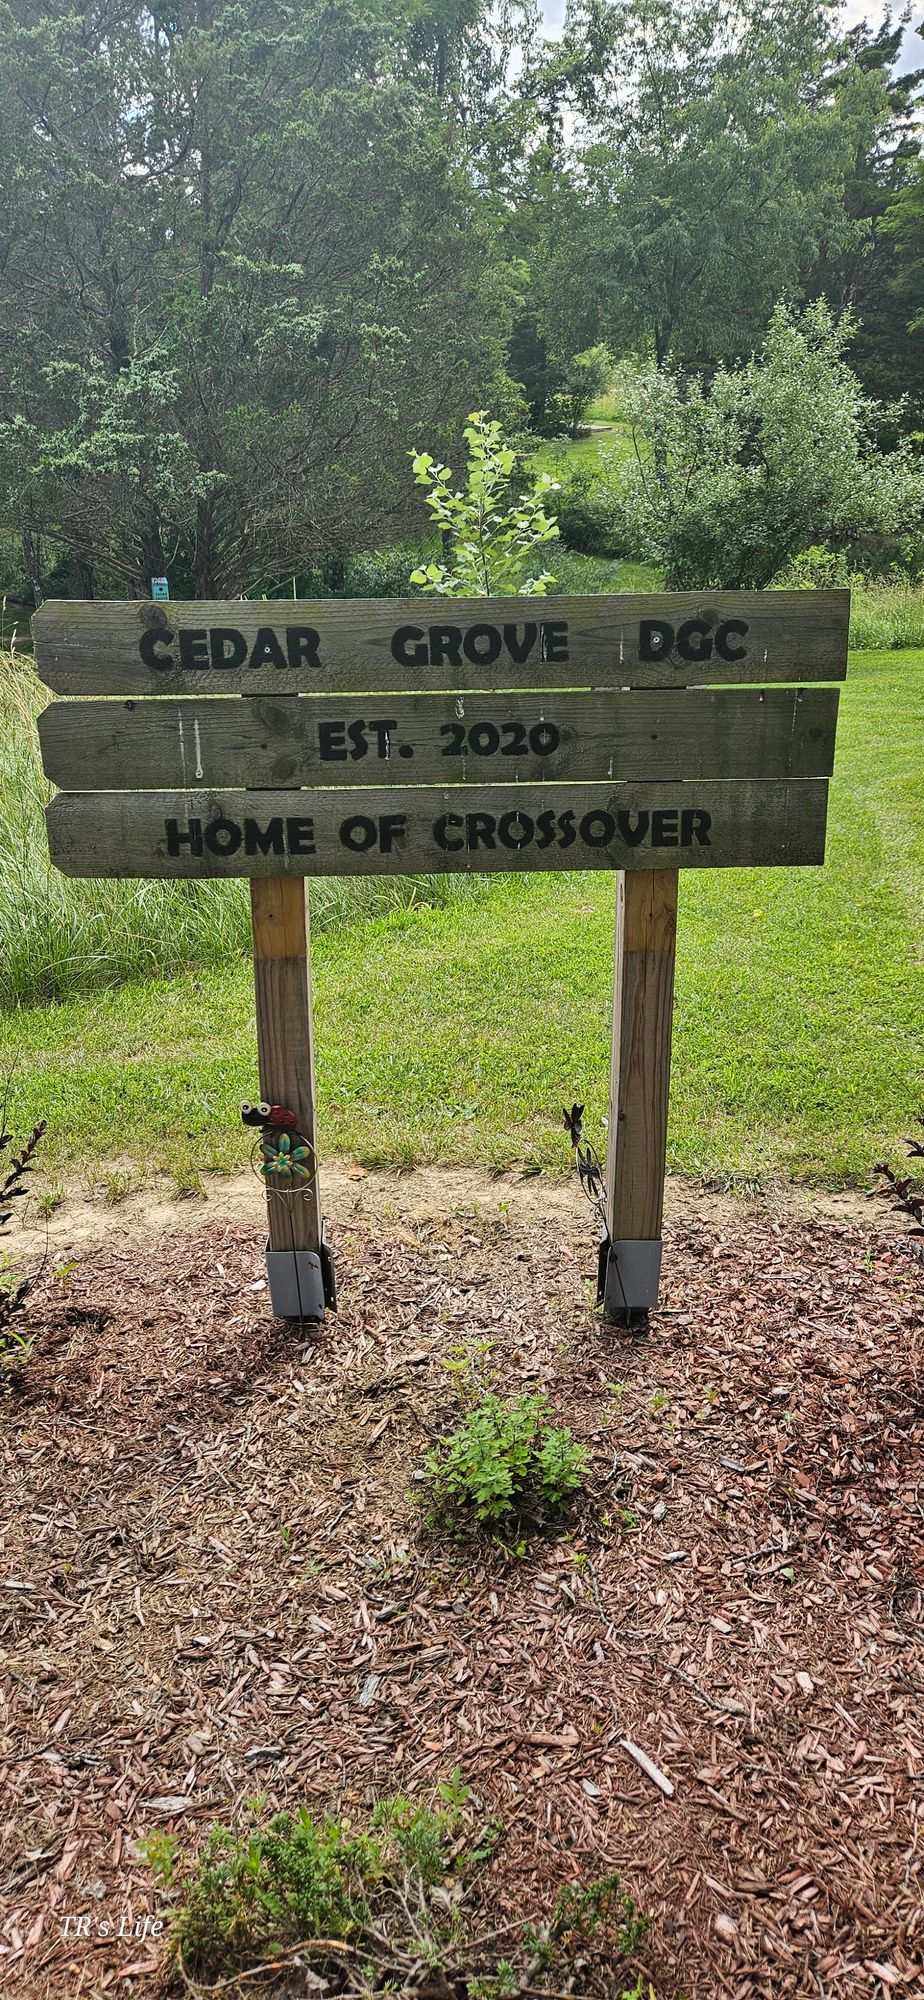 CEDAR GROVE DGC
EST. 2020
HOME OF CROSSOVER
TR's Life